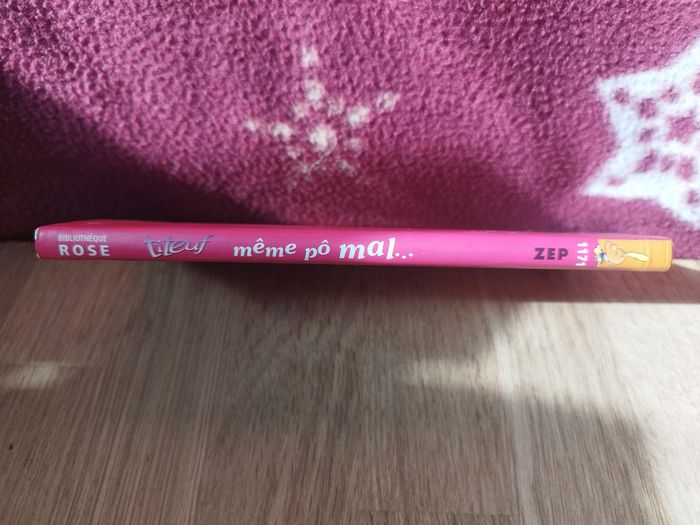 BIBLIOTHÈQUE
ROSE
titeuf
même pô mal...
ZEP
1171